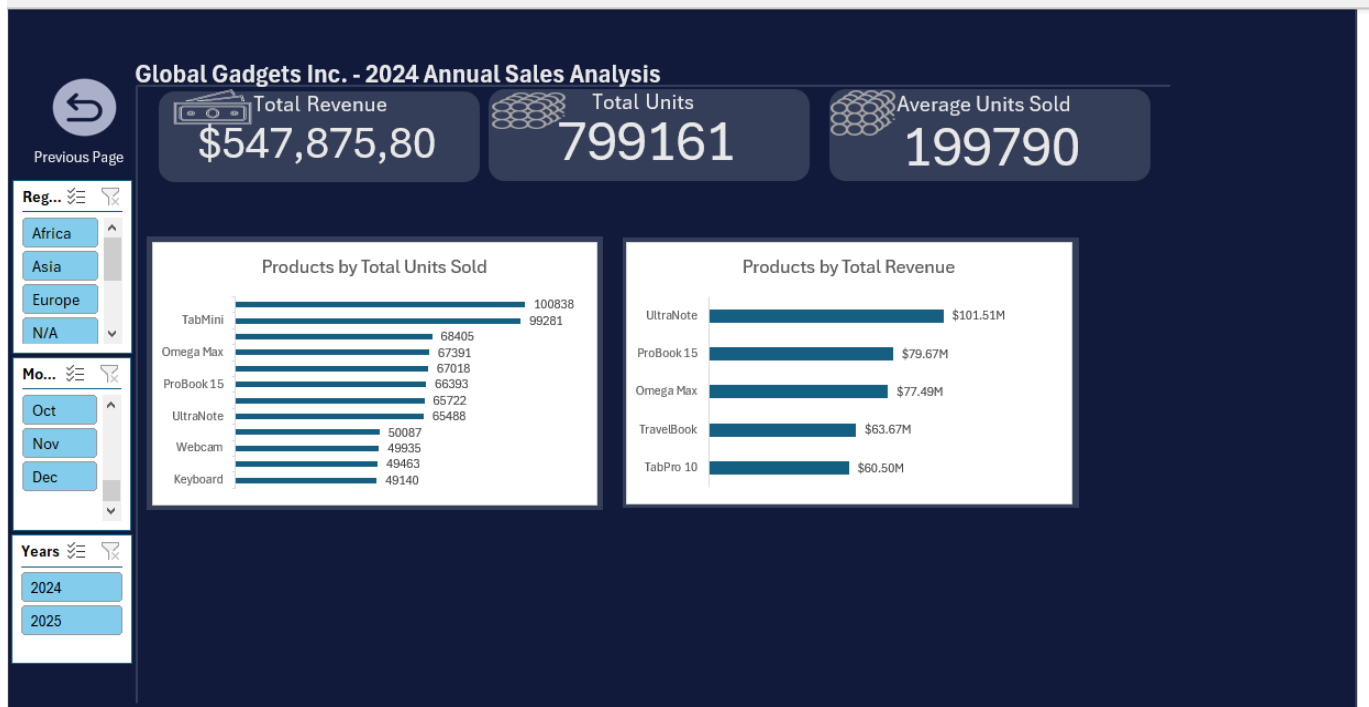 Global Gadgets Inc. - 2024 Annual Sales Analysis
Previous Page
Total Revenue
$547,875,80
Total Units
799161
Average Units Sold
199790
Reg...
Africa
Asia
Europe
N/A
Mo...
Oct
Nov
Dec
Years
2024
2025
Products by Total Units Sold
100838
TabMini 99281
68405
Omega Max 67391
67018
ProBook 15 66393
65722
UltraNote 65488
50087
Webcam 49935
49463
Keyboard 49140
Products by Total Revenue
UltraNote $101.51M
ProBook 15 $79.67M
Omega Max $77.49M
TravelBook $63.67M
TabPro 10 $60.50M